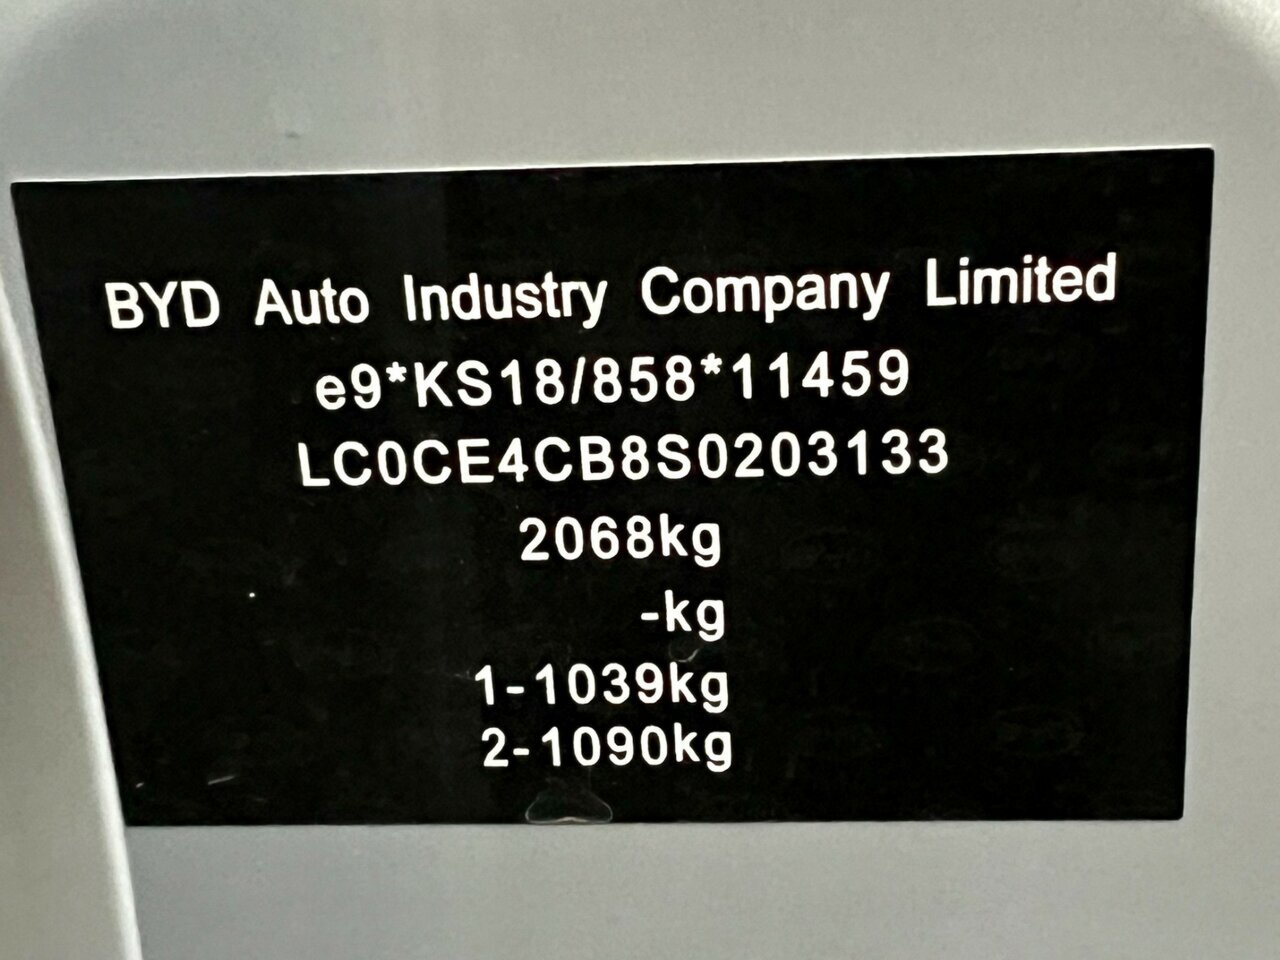 BYD Auto Industry Company Limited
e9*KS18/858*11459
LC0CE4CB8S0203133
2068kg
-kg
1-1039kg
2-1090kg